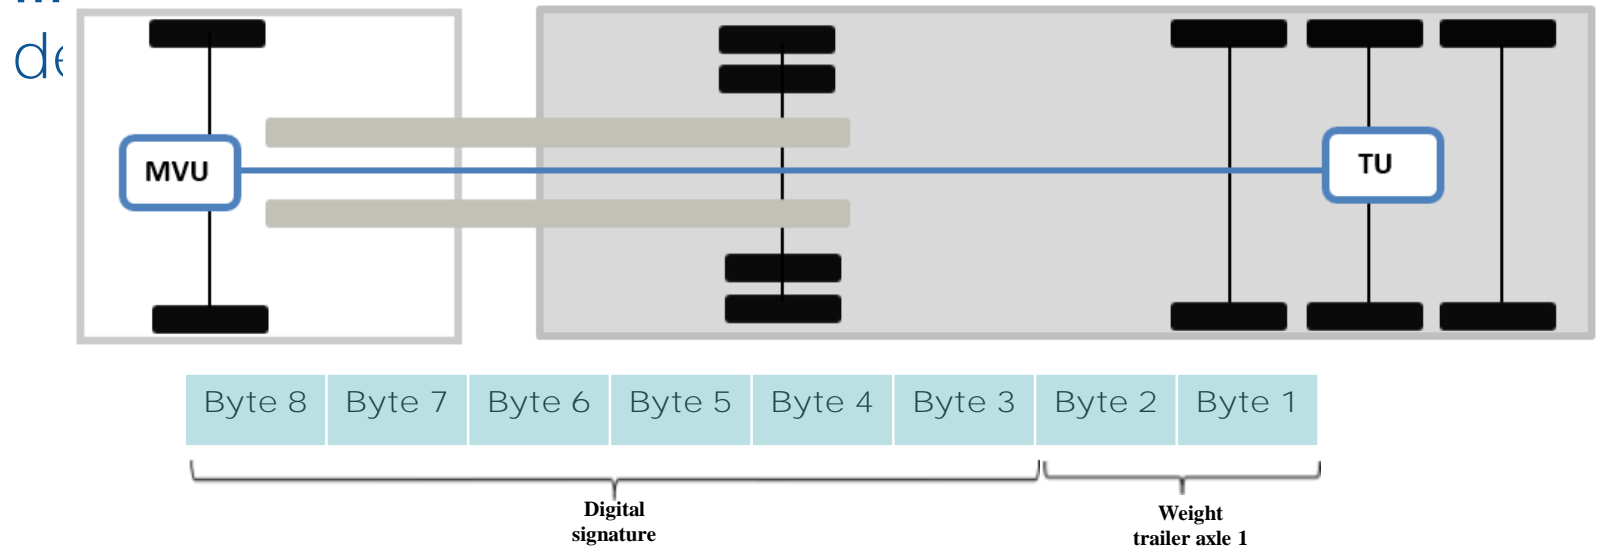 MVU
TU
Byte 8 Byte 7 Byte 6 Byte 5 Byte 4 Byte 3 Byte 2 Byte 1
Digital
signature
Weight
trailer axle 1